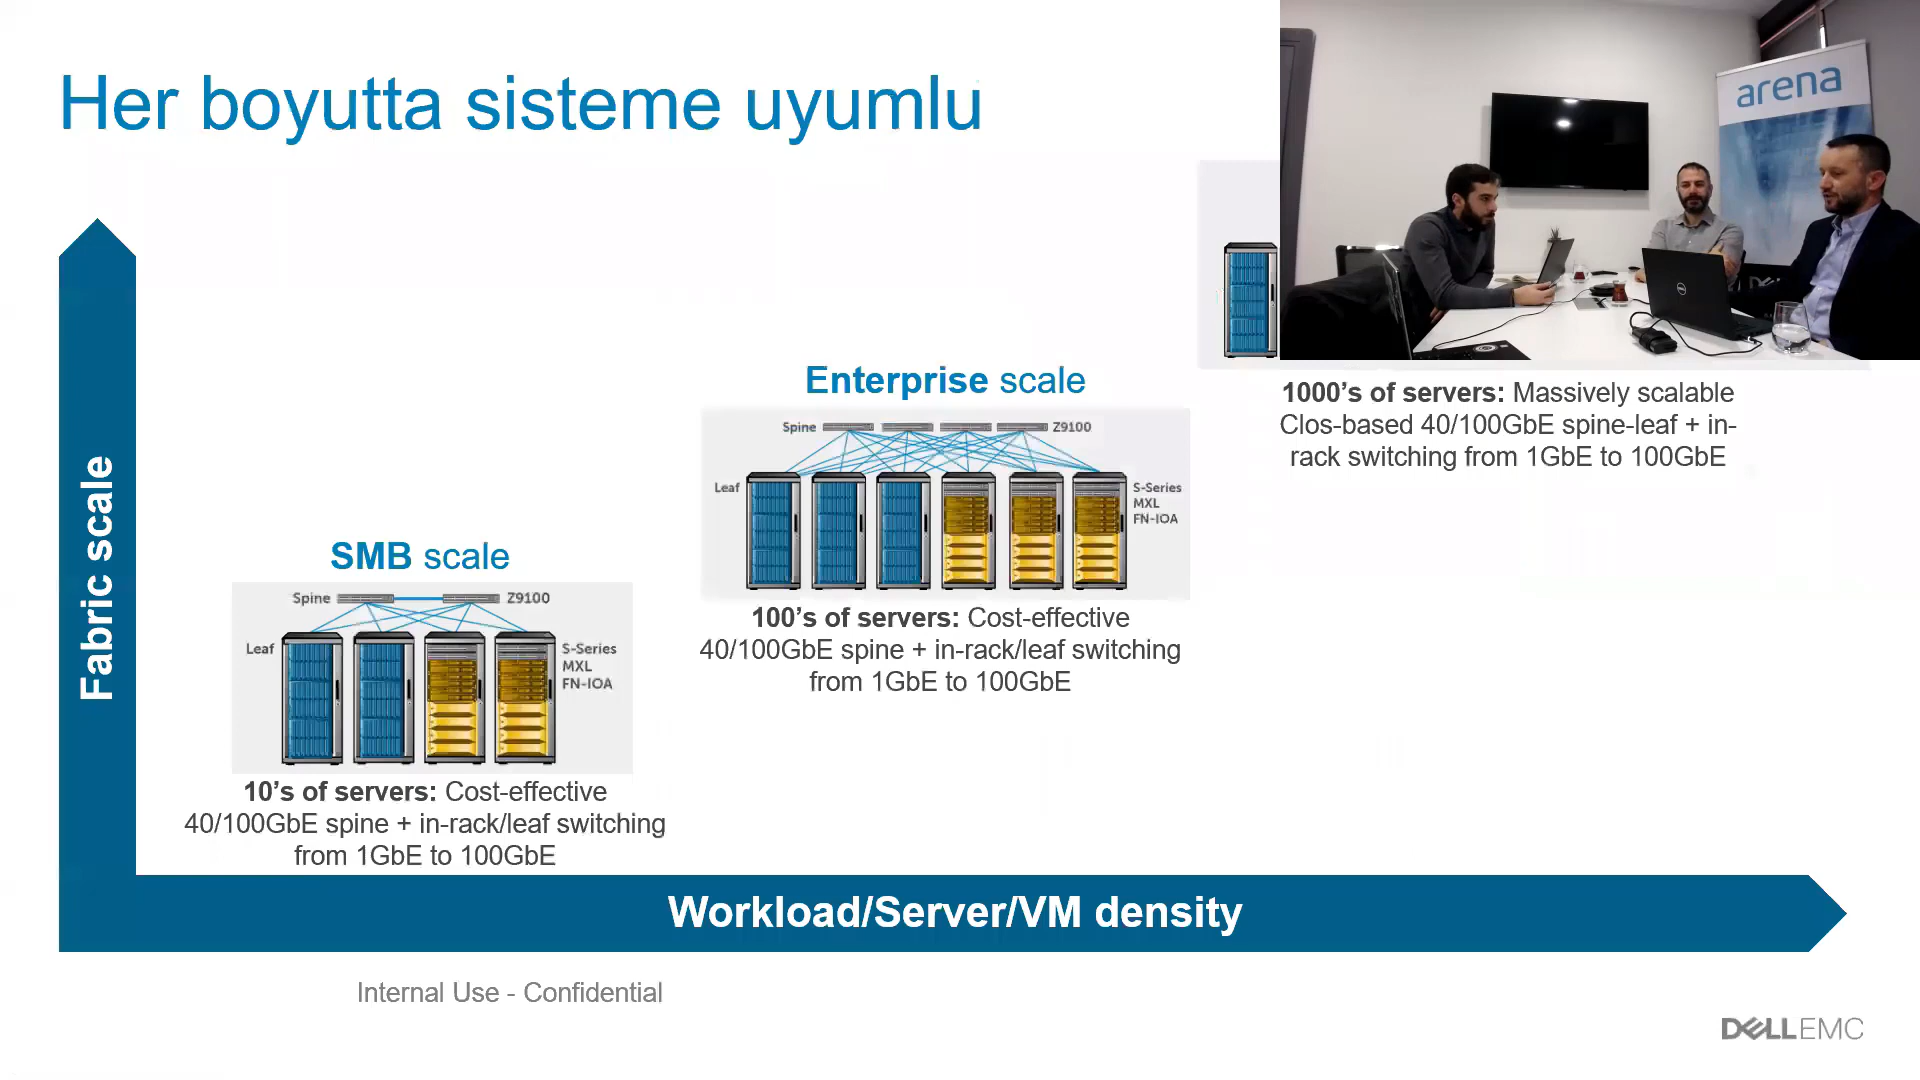 Her boyutta sisteme uyumlu
arena
Enterprise scale
Spine
Z9100
Leaf
S-Series
MXL
FN-IOA
100's of servers: Cost-effective
40/100GbE spine + in-rack/leaf switching
from 1GbE to 100GbE
1000's of servers: Massively scalable
Clos-based 40/100GbE spine-leaf + in-
rack switching from 1GbE to 100GbE
SMB scale
Spine
Z9100
Leaf
S-Series
MXL
FN-IOA
10's of servers: Cost-effective
40/100GbE spine + in-rack/leaf switching
from 1GbE to 100GbE
Fabric scale
Workload/Server/VM density
Internal Use - Confidential
DELLEMC